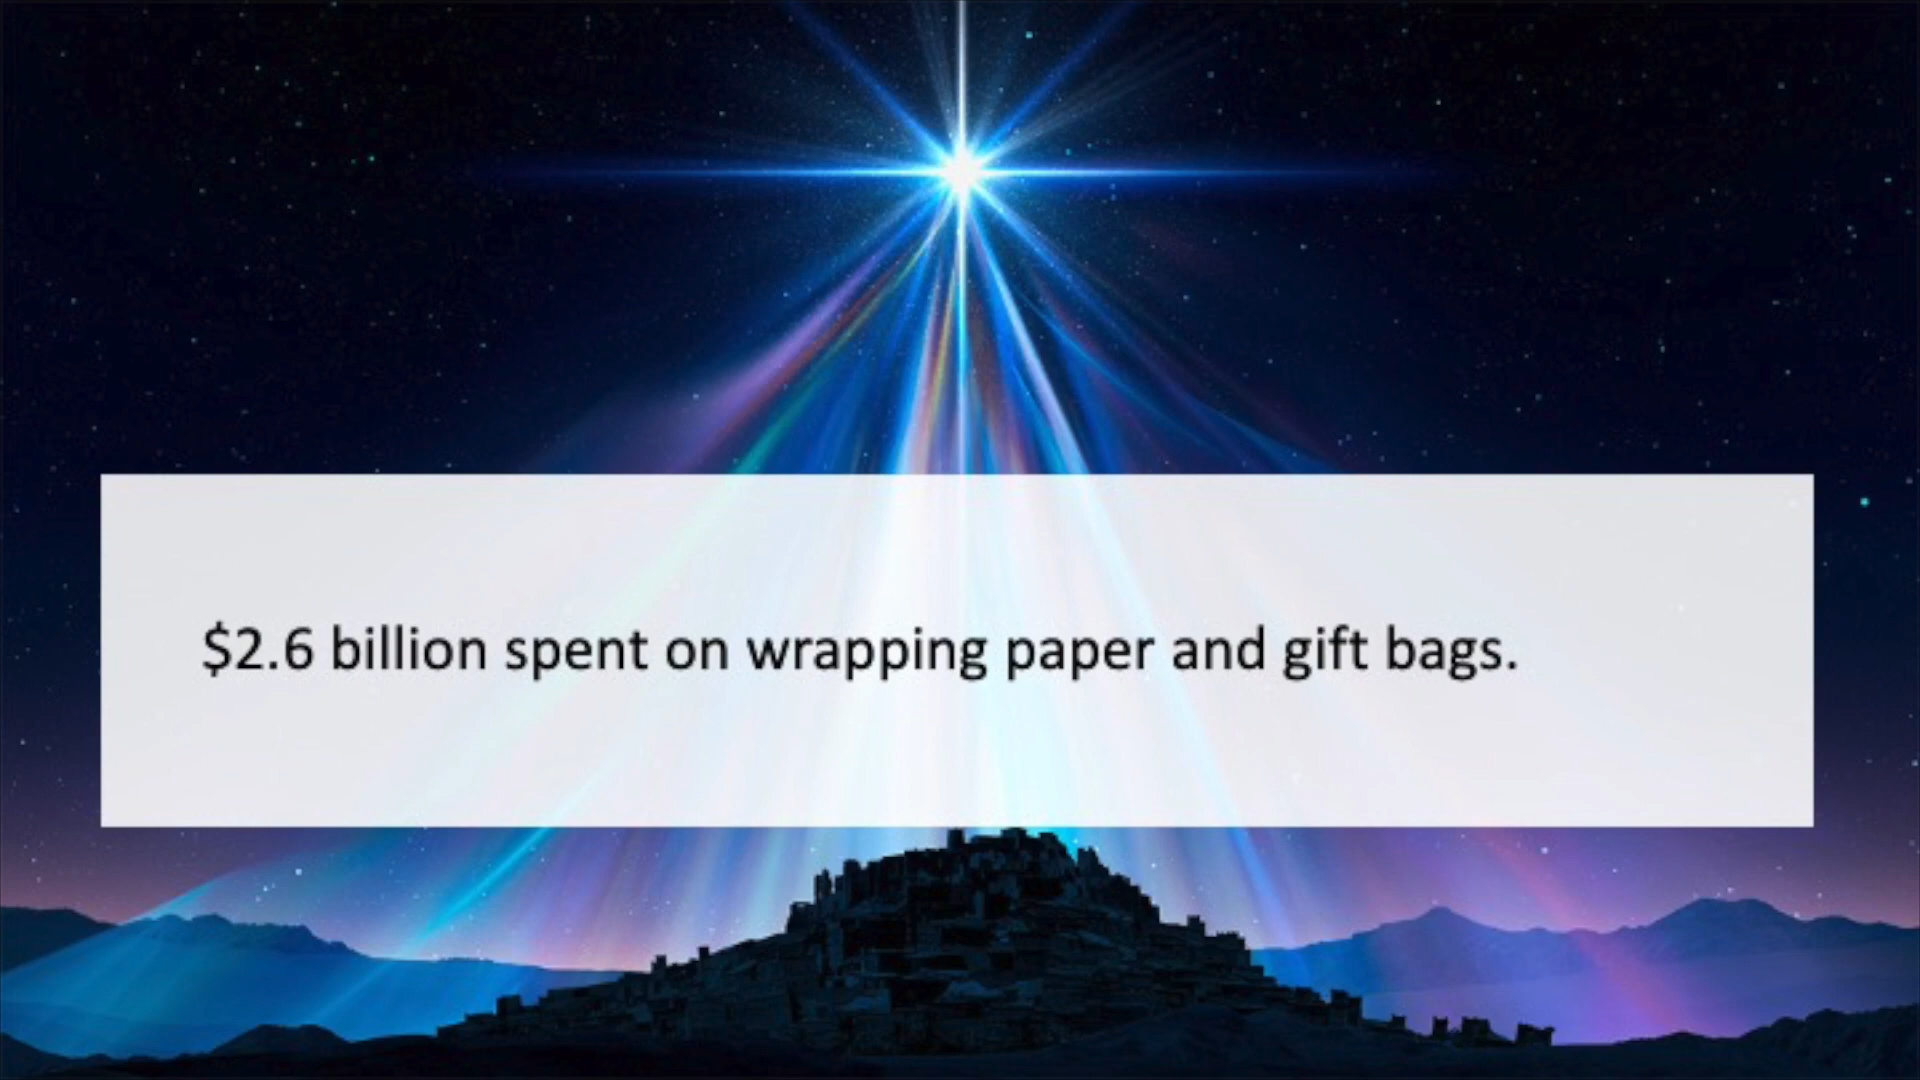 $2.6 billion spent on wrapping paper and gift bags.